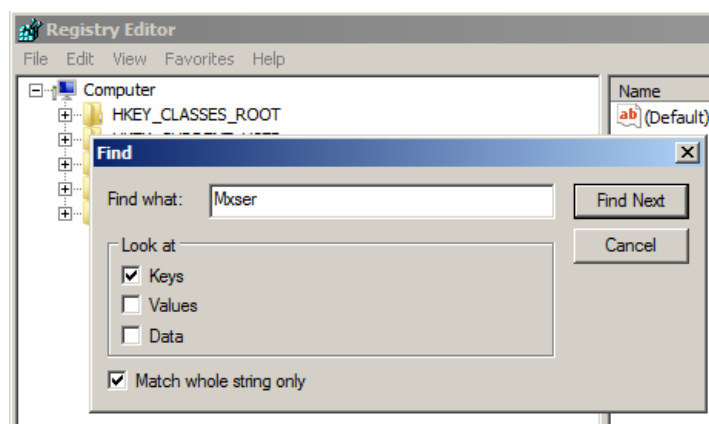 Registry Editor
File Edit View Favorites Help
Computer
Name
HKEY_CLASSES_ROOT
ab (Default)
Find
Find what: Mxser
Find Next
Look at
Cancel
Keys
Values
Data
Match whole string only